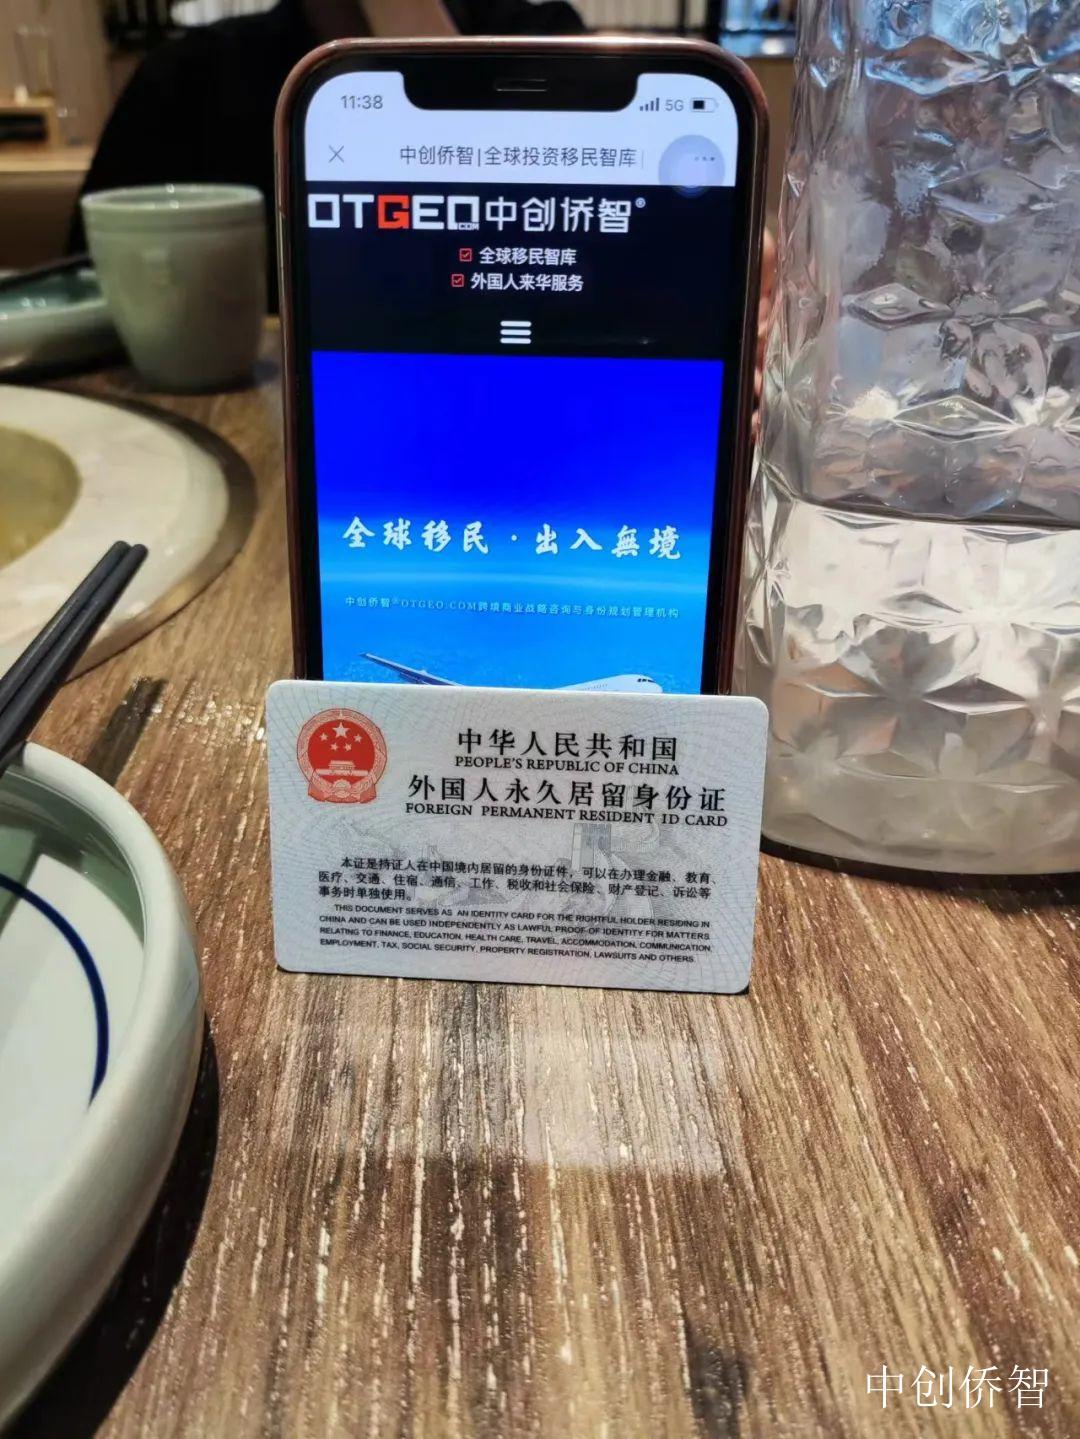 11:38
5G
中创侨智|全球投资移民智库
OTGEO.COM中创侨智®
全球移民智库
外国人来华服务
全球移民·出入無境
中创侨智®OTGEO.COM跨境商业战略咨询与身份规划管理机构
中华人民共和国
PEOPLE'S REPUBLIC OF CHINA
外国人永久居留身份证
FOREIGN PERMANENT RESIDENT ID CARD
本证是持证人在中国境内居留的身份证件，可以在办理金融、教育、
医疗、交通、住宿、通信、工作、税收和社会保险、财产登记、诉讼等
事务时单独使用。
THIS DOCUMENT SERVES AS AN IDENTITY CARD FOR THE RIGHTFUL HOLDER RESIDING IN
CHINA AND CAN BE USED INDEPENDENTLY AS LAWFUL PROOF OF IDENTITY FOR MATTERS
RELATING TO FINANCE, EDUCATION, HEALTH CARE, TRAVEL, ACCOMMODATION, COMMUNICATION,
EMPLOYMENT, TAX, SOCIAL SECURITY, PROPERTY REGISTRATION, LAWSUITS AND OTHERS.
中创侨智